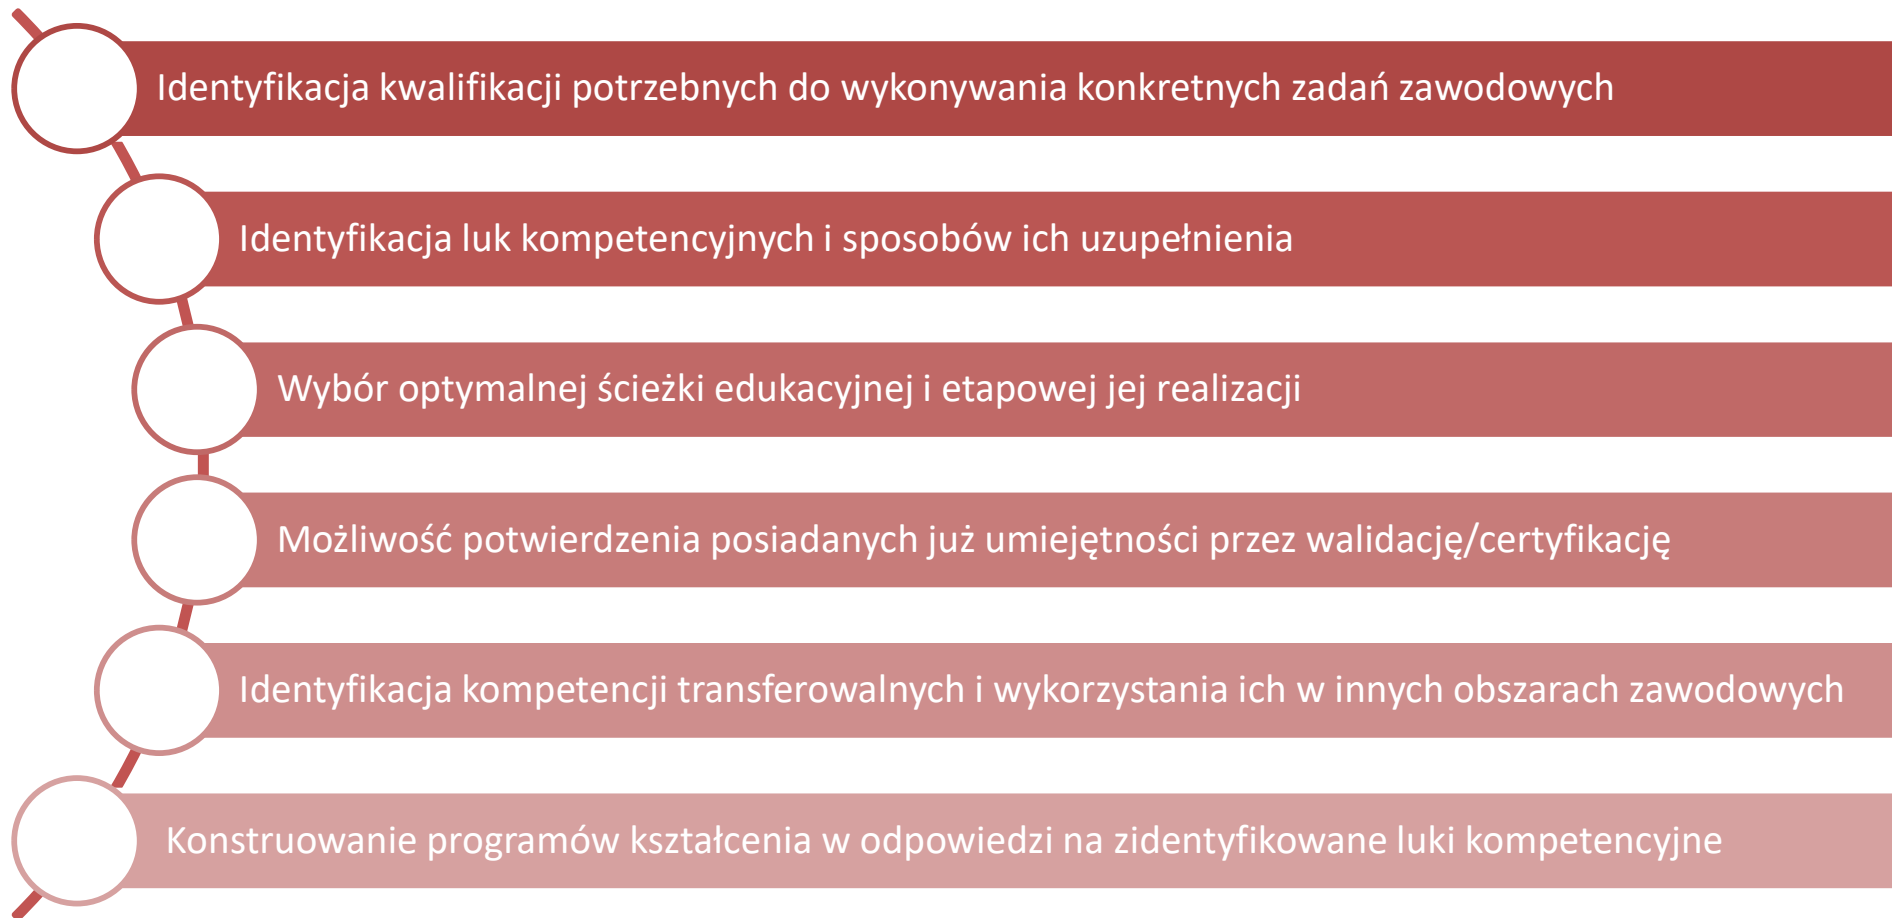 Identyfikacja kwalifikacji potrzebnych do wykonywania konkretnych zadań zawodowych
Identyfikacja luk kompetencyjnych i sposobów ich uzupełnienia
Wybór optymalnej ścieżki edukacyjnej i etapowej jej realizacji
Możliwość potwierdzenia posiadanych już umiejętności przez walidację/certyfikację
Identyfikacja kompetencji transferowalnych i wykorzystania ich w innych obszarach zawodowych
Konstruowanie programów kształcenia w odpowiedzi na zidentyfikowane luki kompetencyjne